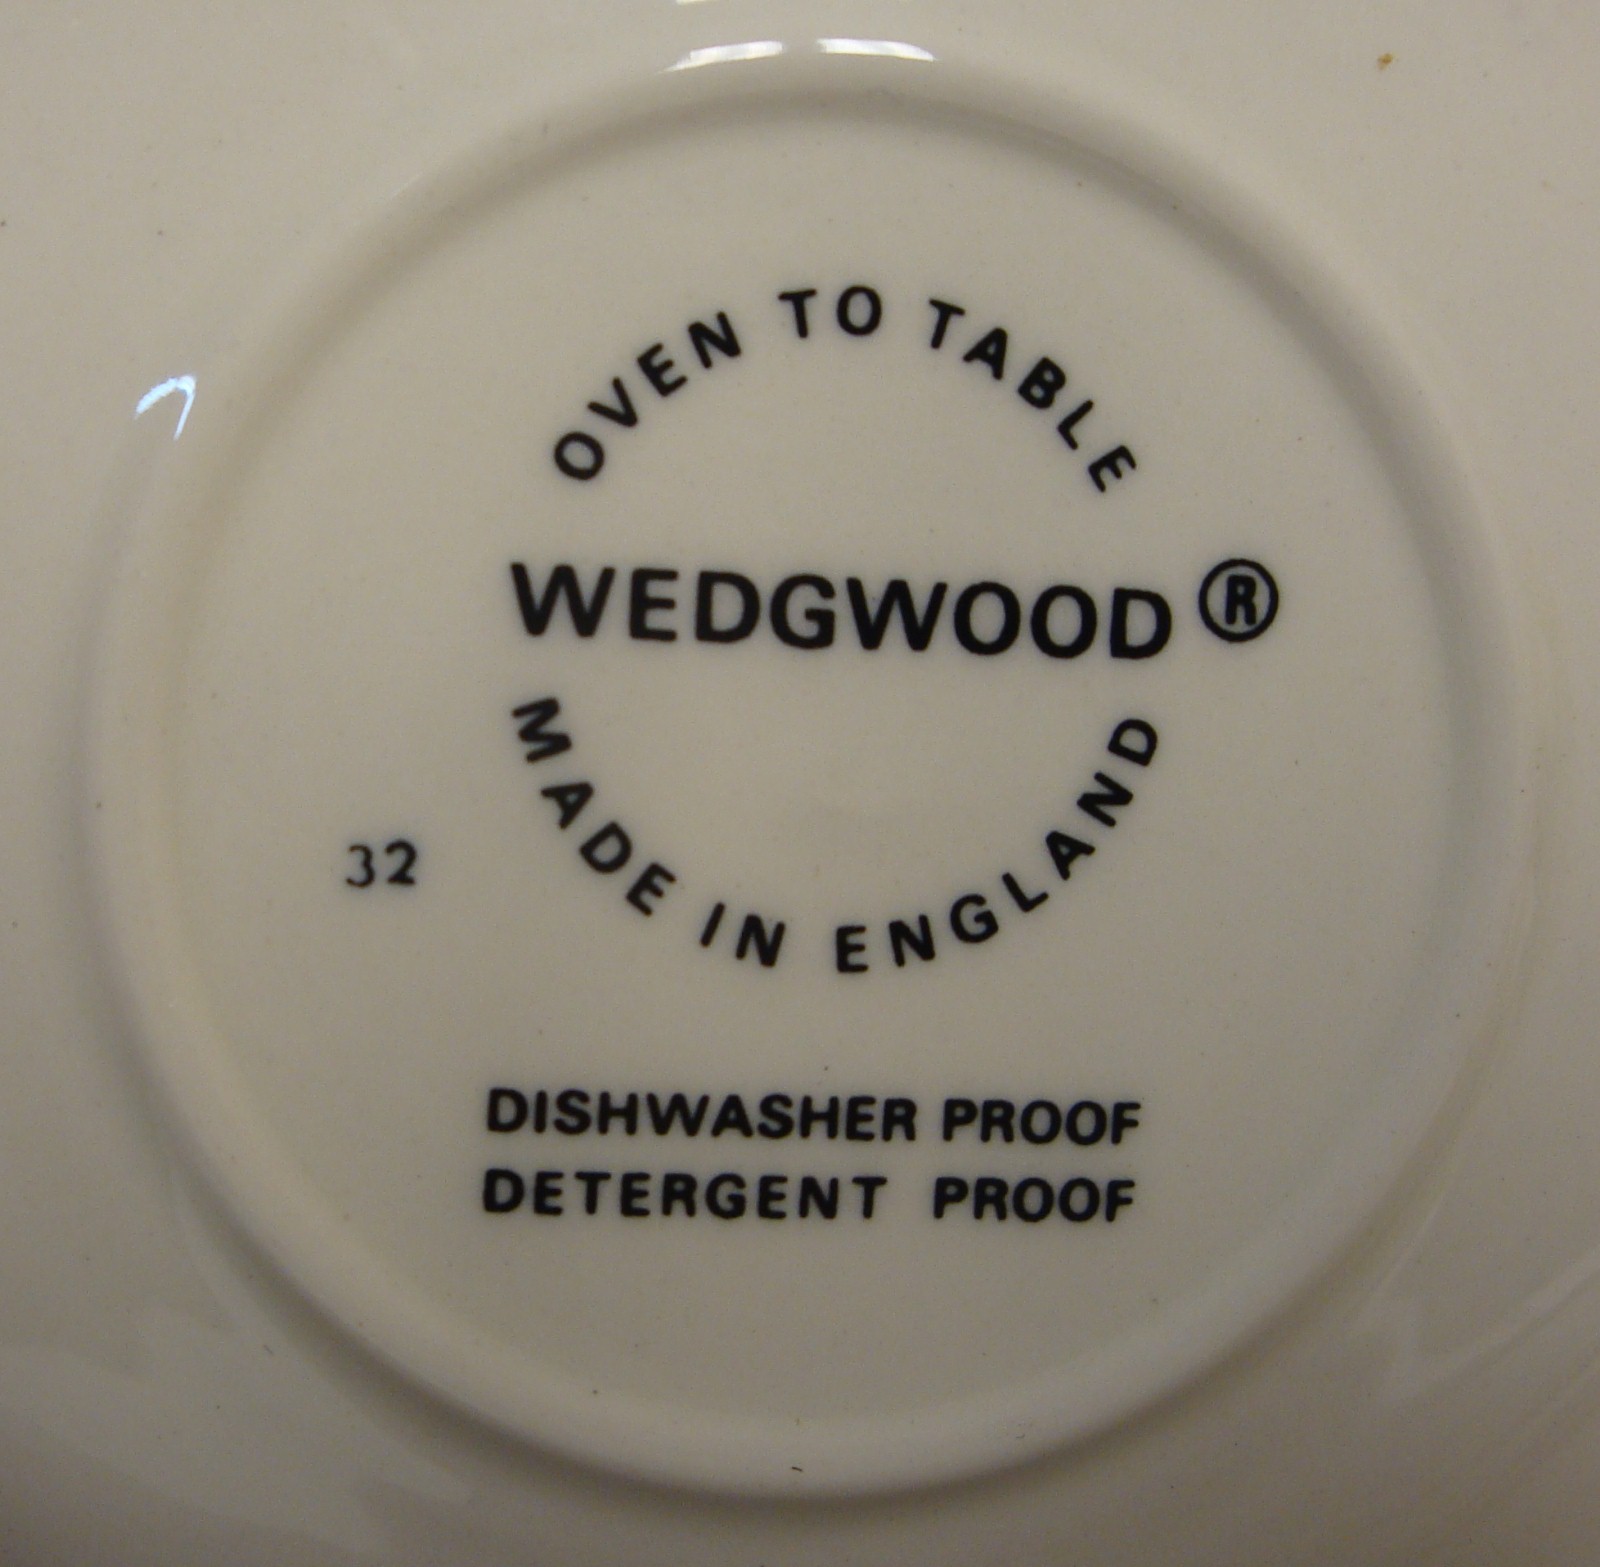 OVEN TO TABLE
WEDGWOOD ®
MADE IN ENGLAND
32
DISHWASHER PROOF
DETERGENT PROOF